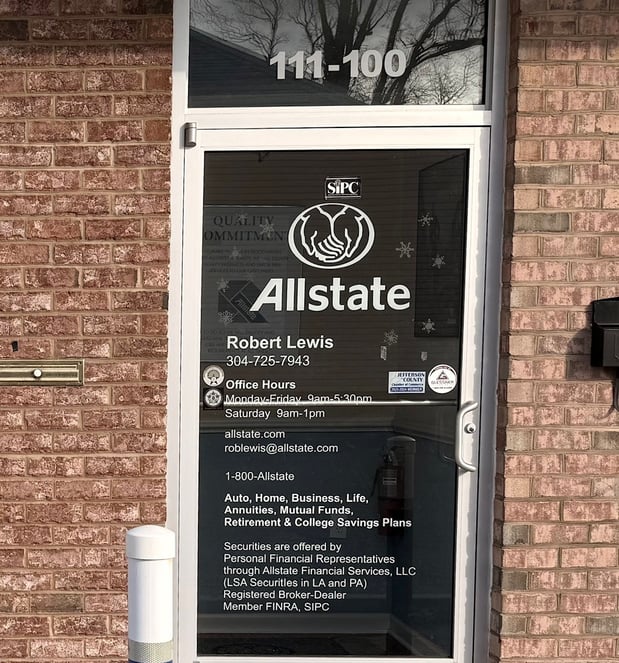 111-100
SIPC
QUALITY
COMMITMENT
Allstate
Robert Lewis
304-725-7943
Office Hours
Monday-Friday 9am-5:30pm
Saturday 9am-1pm
JEFFERSON
COUNTY
allstate.com
roblewis@allstate.com
1-800-Allstate
Auto, Home, Business, Life,
Annuities, Mutual Funds,
Retirement & College Savings Plans
Securities are offered by
Personal Financial Representatives
through Allstate Financial Services, LLC
(LSA Securities in LA and PA)
Registered Broker-Dealer
Member FINRA, SIPC